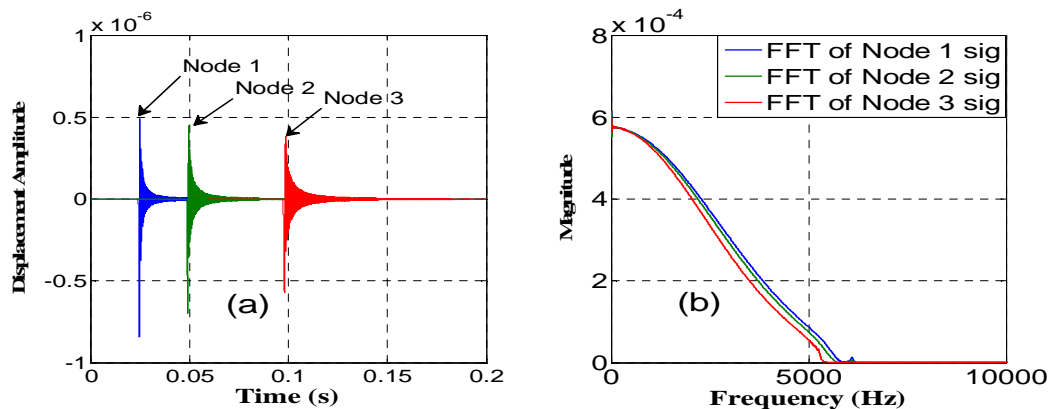 × 10⁻⁶
1
0.5
0
-0.5
-1
Node 1
Node 2
Node 3
(a)
Displacement Amplitude
0 0.05 0.1 0.15 0.2
Time (s)
× 10⁻⁴
8
6
4
2
0
FFT of Node 1 sig
FFT of Node 2 sig
FFT of Node 3 sig
(b)
Magnitude
0 5000 10000
Frequency (Hz)